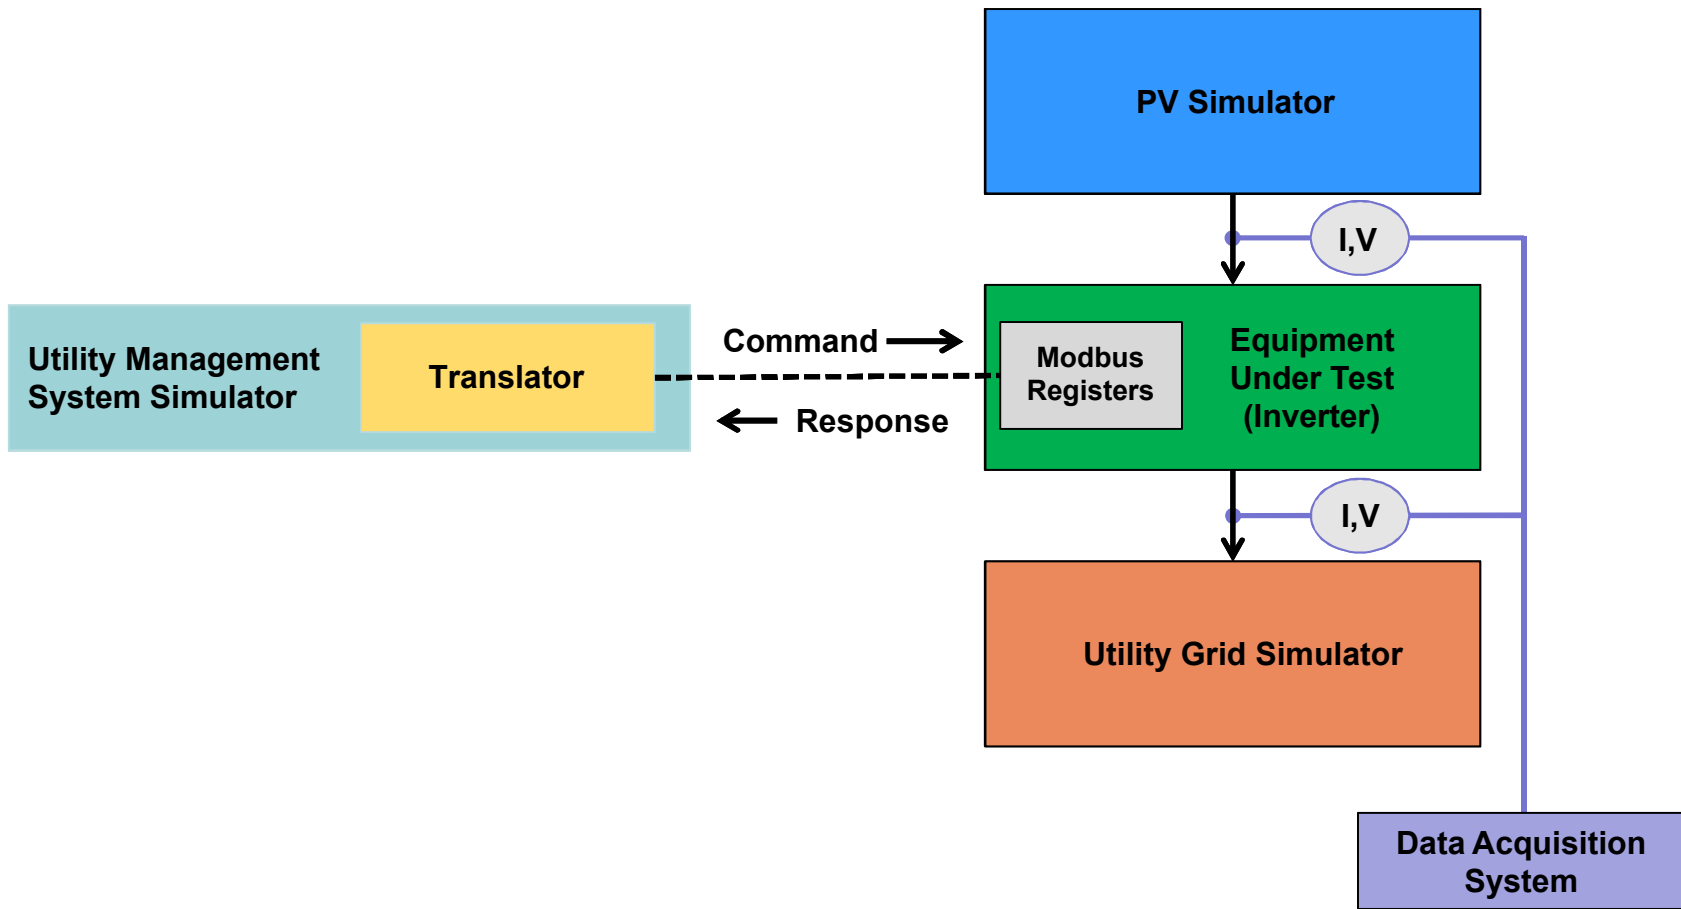 PV Simulator
I,V
Utility Management
System Simulator
Translator
Command
Response
Modbus
Registers
Equipment
Under Test
(Inverter)
I,V
Utility Grid Simulator
Data Acquisition
System